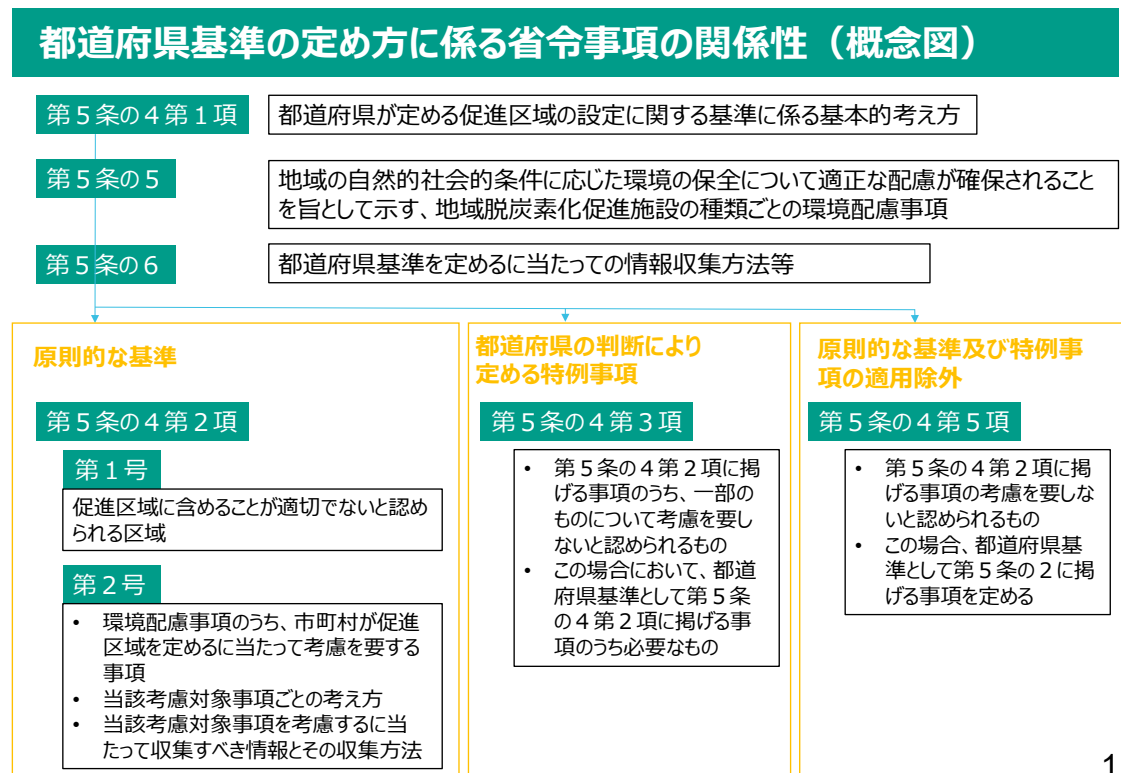 都道府県基準の定め方に係る省令事項の関係性（概念図）
第５条の４第１項
都道府県が定める促進区域の設定に関する基準に係る基本的考え方
第５条の５
地域の自然的社会的条件に応じた環境の保全について適正な配慮が確保されること
を旨として示す、地域脱炭素化促進施設の種類ごとの環境配慮事項
第５条の６
都道府県基準を定めるに当たっての情報収集方法等
原則的な基準
第５条の４第２項
第１号
促進区域に含めることが適切でないと認め
られる区域
第２号
• 環境配慮事項のうち、市町村が促進
区域を定めるに当たって考慮を要する
事項
• 当該考慮対象事項ごとの考え方
• 当該考慮対象事項を考慮するに当
たって収集すべき情報とその収集方法
都道府県の判断により
定める特例事項
第５条の４第３項
• 第５条の４第２項に掲
げる事項のうち、一部の
ものについて考慮を要し
ないと認められるもの
• この場合において、都道
府県基準として第５条
の４第２項に掲げる事
項のうち必要なもの
原則的な基準及び特例事
項の適用除外
第５条の４第５項
• 第５条の４第２項に掲
げる事項の考慮を要しな
いと認められるもの
• この場合、都道府県基
準として第５条の２に掲
げる事項を定める
1